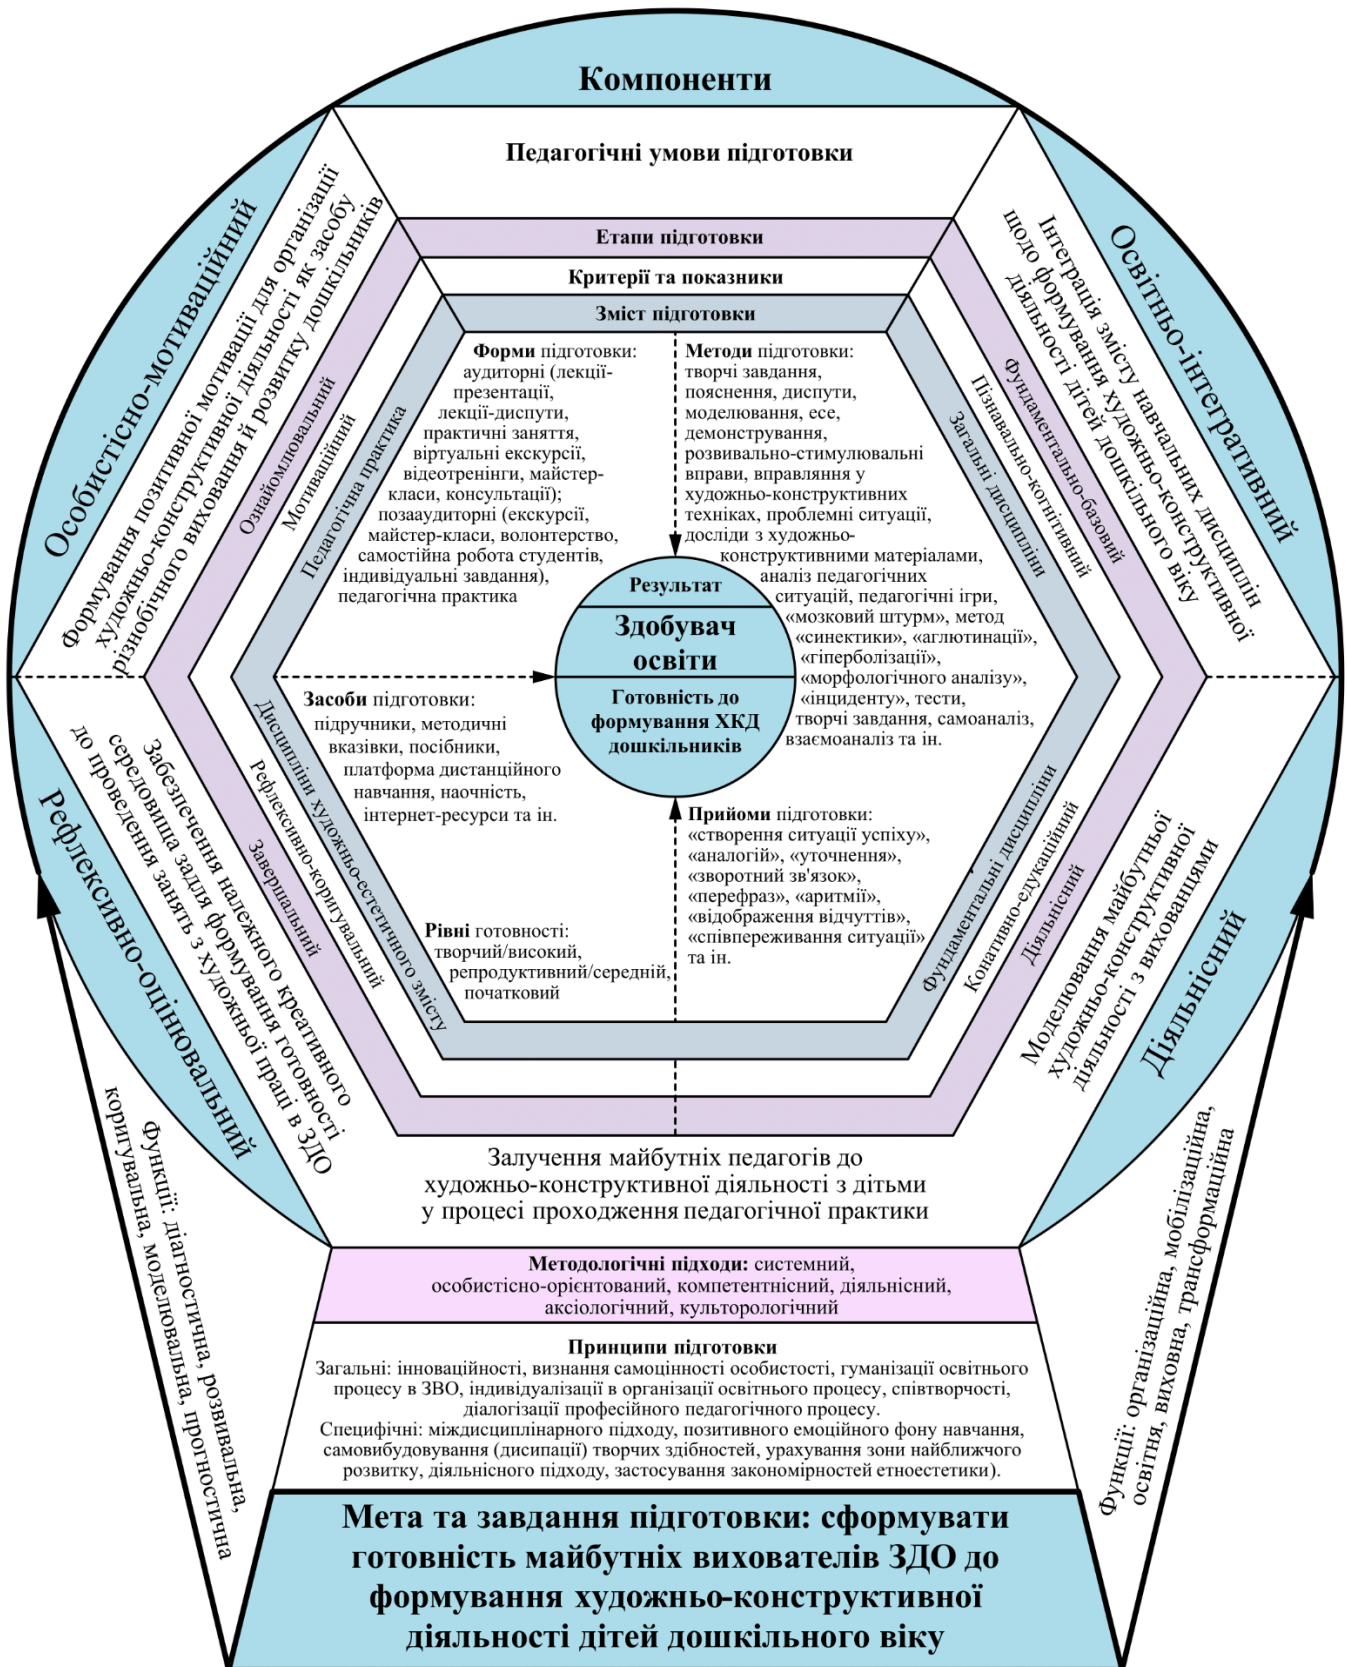 Компоненти
Педагогічні умови підготовки
Особистісно-мотиваційний
Формування позитивної мотивації для організації
художньо-конструктивної діяльності як засобу
різнобічного виховання й розвитку дошкільників
Освітньо-інтегративний
Інтеграція змісту навчальних дисциплін
щодо формування художньо-конструктивної
діяльності дітей дошкільного віку
Етапи підготовки
Критерії та показники
Зміст підготовки
Ознайомлювальний
Мотиваційний
Педагогічна практика
Фундаментально-базовий
Пізнавально-когнітивний
Загальні дисципліни
Форми підготовки:
аудиторні (лекції-
презентації,
лекції-диспути,
практичні заняття,
віртуальні екскурсії,
відеотренінги, майстер-
класи, консультації);
позааудиторні (екскурсії,
майстер-класи, волонтерство,
самостійна робота студентів,
індивідуальні завдання),
педагогічна практика
Методи підготовки:
творчі завдання,
пояснення, диспути,
моделювання, есе,
демонстрування,
розвивально-стимулювальні
вправи, вправляння у
художньо-конструктивних
техніках, проблемні ситуації,
досліди з художньо-
конструктивними матеріалами,
аналіз педагогічних
ситуацій, педагогічні ігри,
«мозковий штурм», метод
«синектики», «аглютинації»,
«гіперболізації»,
«морфологічного аналізу»,
«інциденту», тести,
творчі завдання, самоаналіз,
взаємоаналіз та ін.
Результат
Здобувач
освіти
Готовність до
формування ХКД
дошкільників
Засоби підготовки:
підручники, методичні
вказівки, посібники,
платформа дистанційного
навчання, наочність,
інтернет-ресурси та ін.
Прийоми підготовки:
«створення ситуації успіху»,
«аналогій», «уточнення»,
«зворотний зв'язок»,
«перефраз», «аритмії»,
«відображення відчуттів»,
«співпереживання ситуації»
та ін.
Рівні готовності:
творчий/високий,
репродуктивний/середній,
початковий
Дисципліни художньо-естетичного змісту
Рефлексивно-коригувальний
Завершальний
Фундаментальні дисципліни
Конативно-едукаційний
Діяльнісний
Рефлексивно-оцінювальний
Забезпечення належного креативного
середовища задля формування готовності
до проведення занять з художньої праці в ЗДО
Діяльнісний
Моделювання майбутньої
художньо-конструктивної
діяльності з вихованцями
Залучення майбутніх педагогів до
художньо-конструктивної діяльності з дітьми
у процесі проходження педагогічної практики
Функції: діагностична, розвивальна,
коригувальна, моделювальна, прогностична
Функції: організаційна, мобілізаційна,
освітня, виховна, трансформаційна
Методологічні підходи: системний,
особистісно-орієнтований, компетентнісний, діяльнісний,
аксіологічний, культорологічний
Принципи підготовки
Загальні: інноваційності, визнання самоцінності особистості, гуманізації освітнього
процесу в ЗВО, індивідуалізації в організації освітнього процесу, співтворчості,
діалогізації професійного педагогічного процесу.
Специфічні: міждисциплінарного підходу, позитивного емоційного фону навчання,
самовибудовування (дисипації) творчих здібностей, урахування зони найближчого
розвитку, діяльнісного підходу, застосування закономірностей етноестетики).
Мета та завдання підготовки: сформувати
готовність майбутніх вихователів ЗДО до
формування художньо-конструктивної
діяльності дітей дошкільного віку